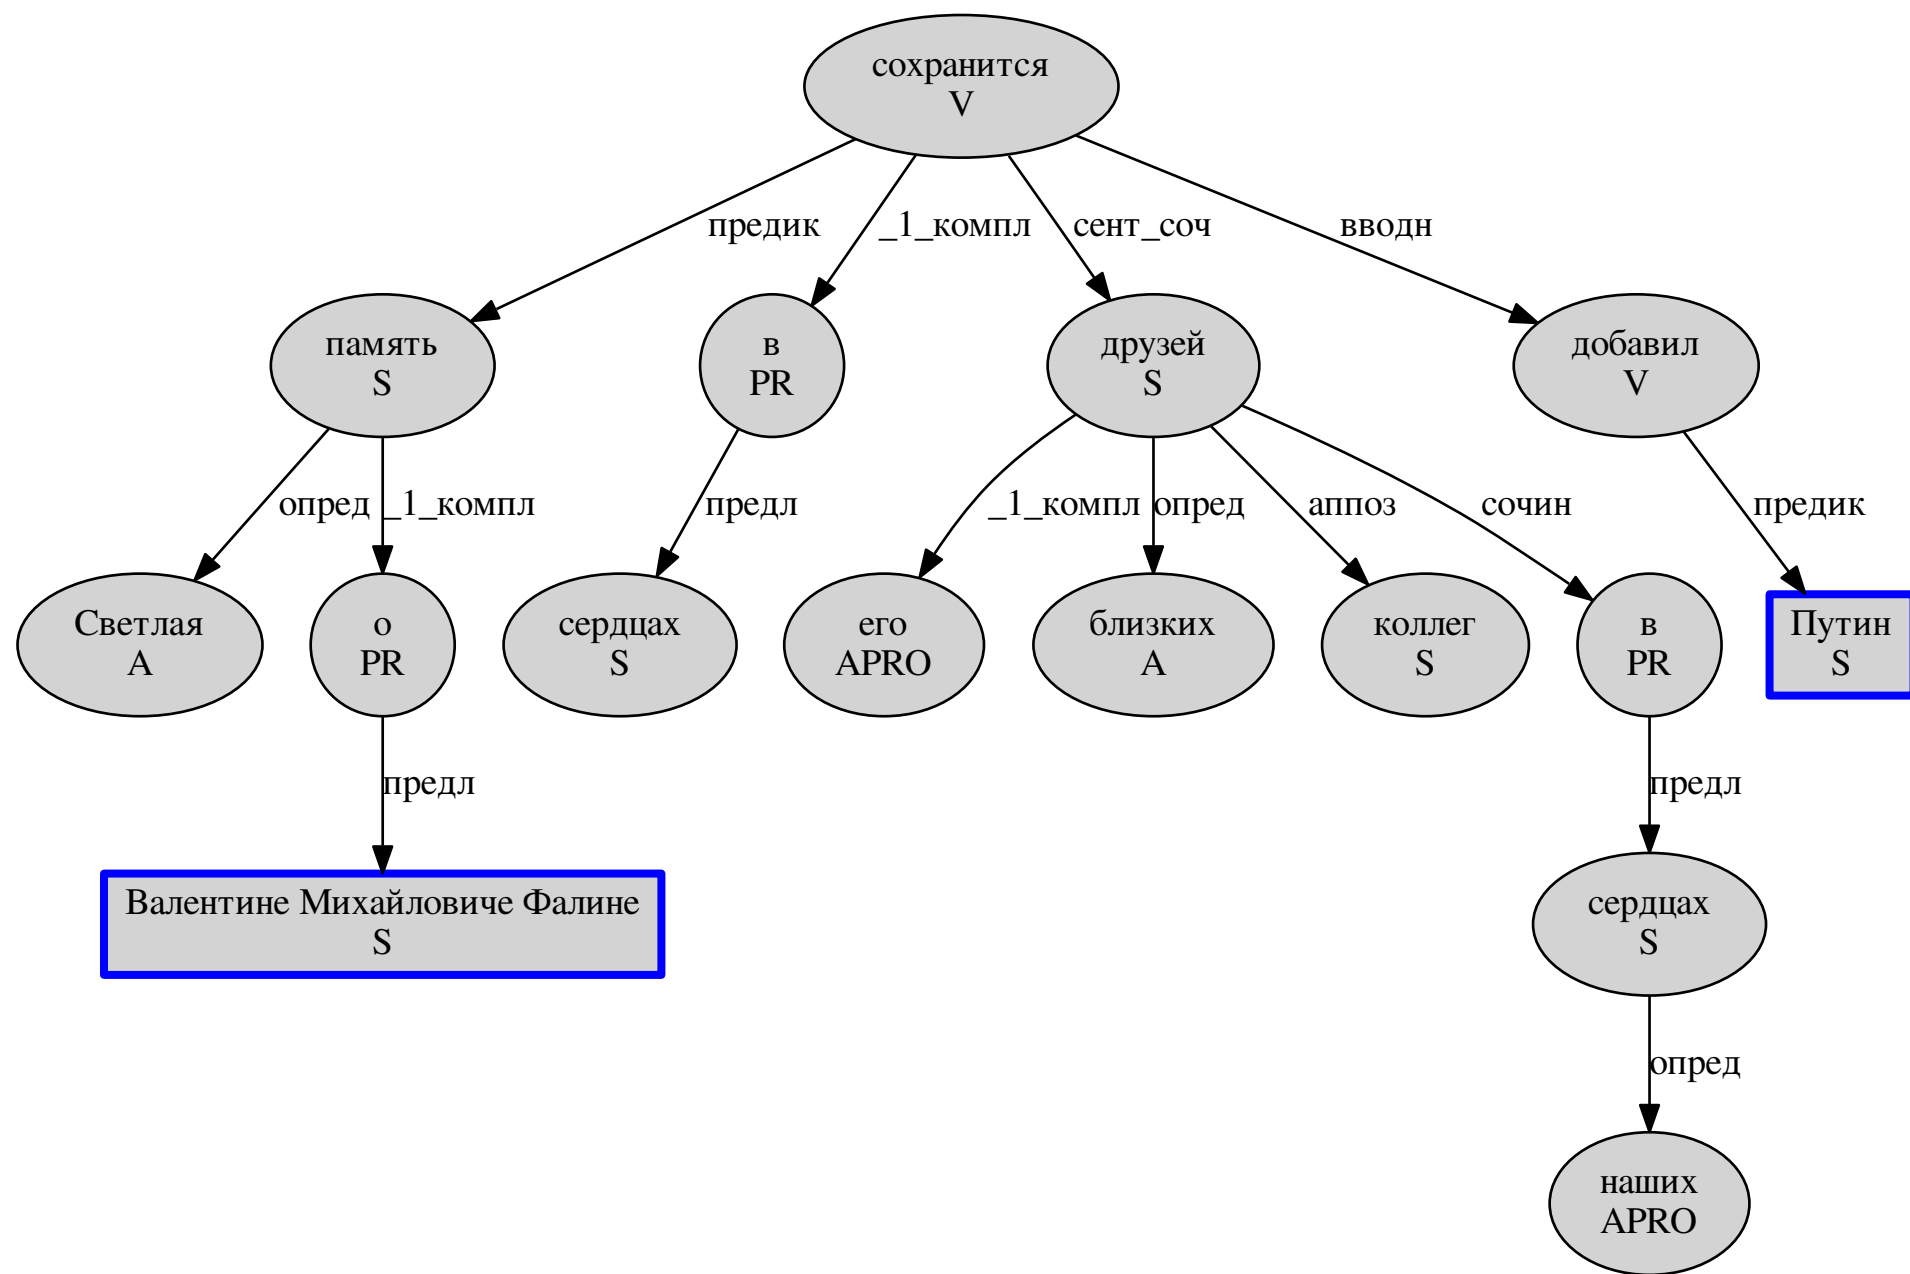 сохранится
V
предик
_1_компл
сент_соч
вводн
память
S
в
PR
друзей
S
добавил
V
опред
_1_компл
предл
_1_компл
опред
аппоз
сочин
предик
Светлая
A
о
PR
сердцах
S
его
APRO
близких
A
коллег
S
в
PR
Путин
S
предл
предл
Валентине Михайловиче Фалине
S
сердцах
S
опред
наших
APRO